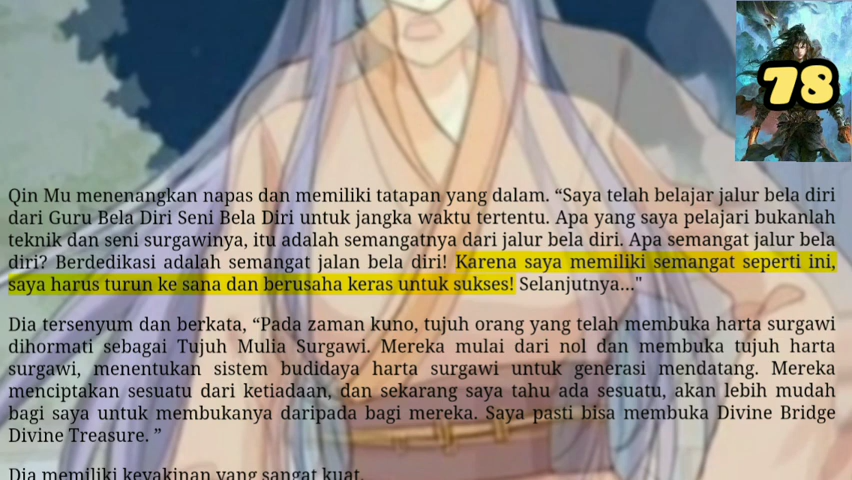 78
Qin Mu menenangkan napas dan memiliki tatapan yang dalam. “Saya telah belajar jalur bela diri
dari Guru Bela Diri Seni Bela Diri untuk jangka waktu tertentu. Apa yang saya pelajari bukanlah
teknik dan seni surgawinya, itu adalah semangatnya dari jalur bela diri. Apa semangat jalur bela
diri? Berdedikasi adalah semangat jalan bela diri! Karena saya memiliki semangat seperti ini,
saya harus turun ke sana dan berusaha keras untuk sukses! Selanjutnya..."
Dia tersenyum dan berkata, “Pada zaman kuno, tujuh orang yang telah membuka harta surgawi
dihormati sebagai Tujuh Mulia Surgawi. Mereka mulai dari nol dan membuka tujuh harta
surgawi, menentukan sistem budidaya harta surgawi untuk generasi mendatang. Mereka
menciptakan sesuatu dari ketiadaan, dan sekarang saya tahu ada sesuatu, akan lebih mudah
bagi saya untuk membukanya daripada bagi mereka. Saya pasti bisa membuka Divine Bridge
Divine Treasure. ”
Dia memiliki keyakinan yang sangat kuat.